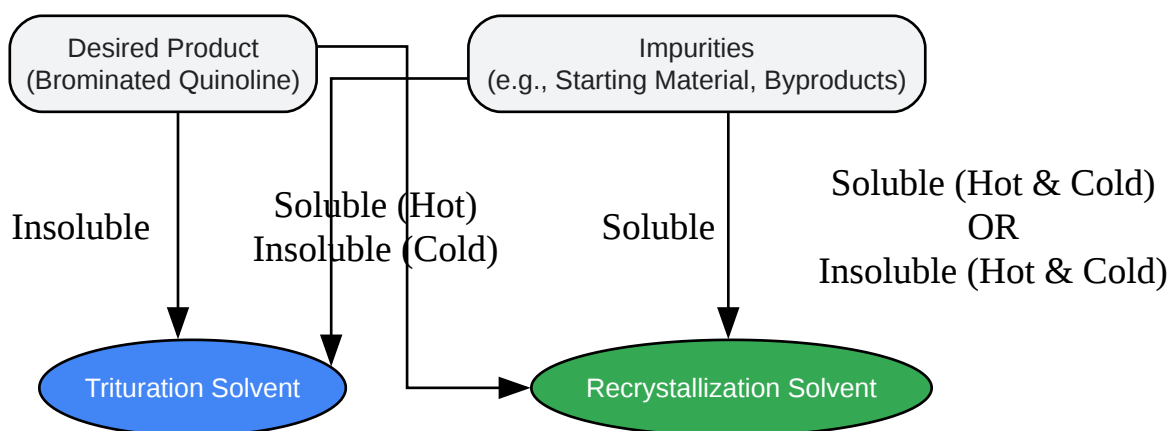 Desired Product
(Brominated Quinoline)
Impurities
(e.g., Starting Material, Byproducts)
Insoluble
Soluble (Hot)
Insoluble (Cold)
Soluble
Soluble (Hot & Cold)
OR
Insoluble (Hot & Cold)
Trituration Solvent
Recrystallization Solvent